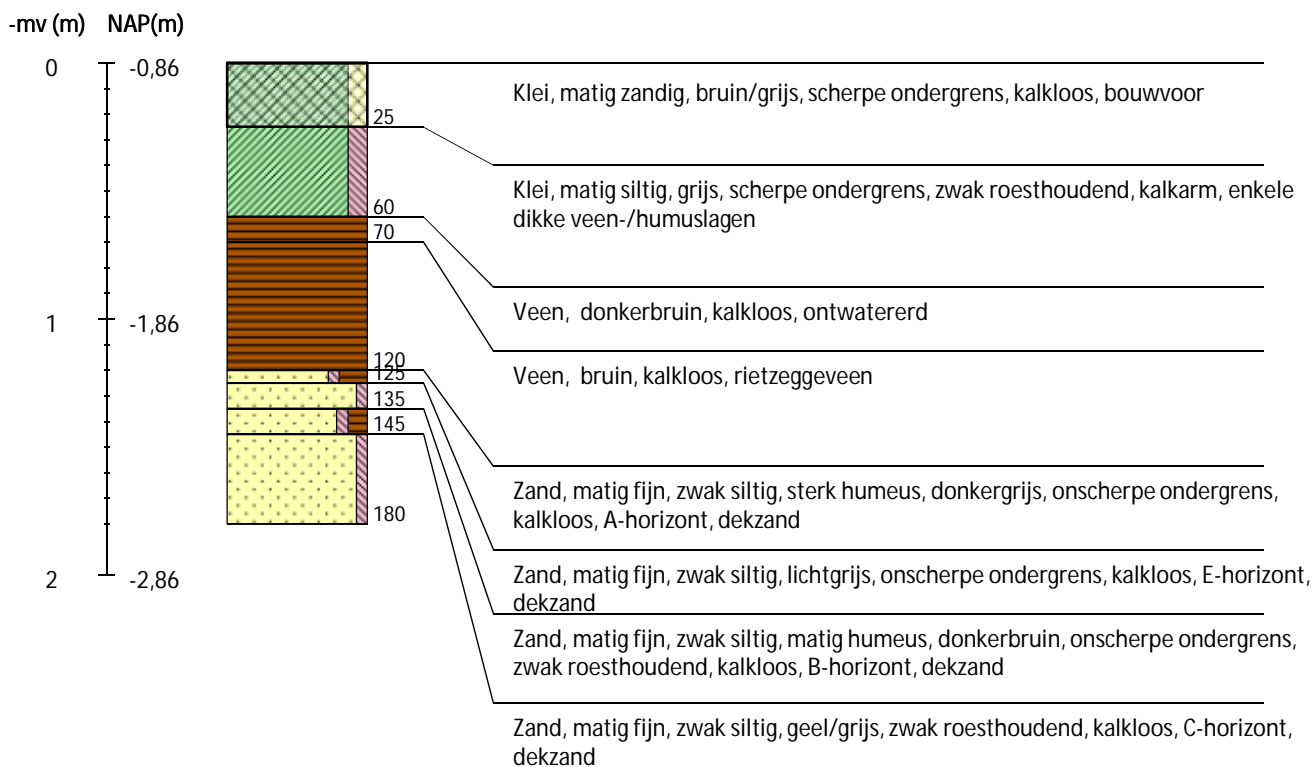 -mv (m) NAP(m)
0 -0,86
Klei, matig zandig, bruin/grijs, scherpe ondergrens, kalkloos, bouwvoor
25
Klei, matig siltig, grijs, scherpe ondergrens, zwak roesthoudend, kalkarm, enkele
dikke veen-/humuslagen
60
70
Veen, donkerbruin, kalkloos, ontwatererd
1 -1,86
120
Veen, bruin, kalkloos, rietzeggeveen
125
135
145
Zand, matig fijn, zwak siltig, sterk humeus, donkergrijs, onscherpe ondergrens,
kalkloos, A-horizont, dekzand
180
2 -2,86
Zand, matig fijn, zwak siltig, lichtgrijs, onscherpe ondergrens, kalkloos, E-horizont,
dekzand
Zand, matig fijn, zwak siltig, matig humeus, donkerbruin, onscherpe ondergrens,
zwak roesthoudend, kalkloos, B-horizont, dekzand
Zand, matig fijn, zwak siltig, geel/grijs, zwak roesthoudend, kalkloos, C-horizont,
dekzand